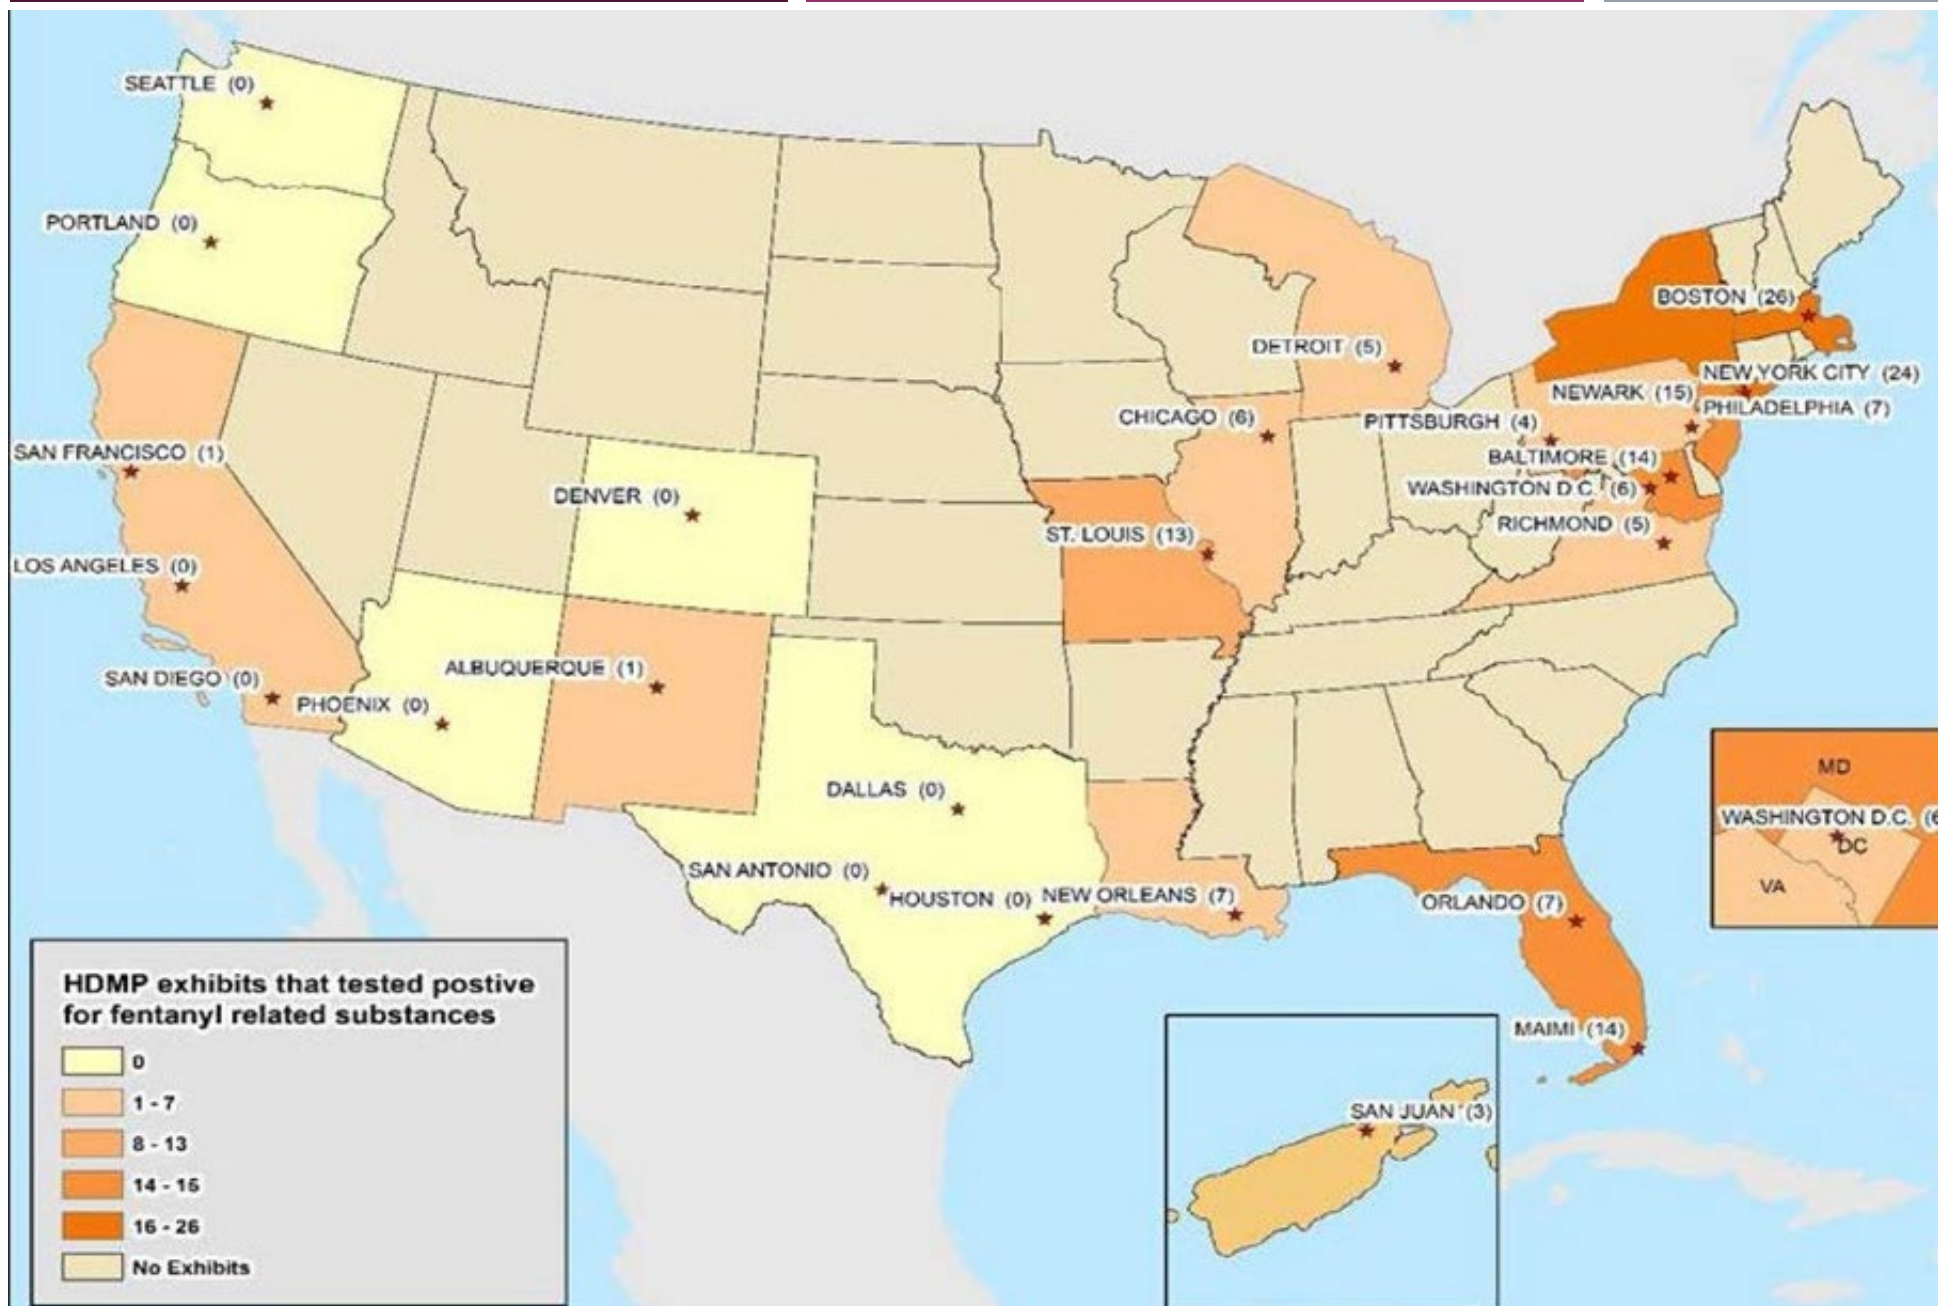 SEATTLE (0)
PORTLAND (0)
BOSTON (26)
DETROIT (5)
NEW YORK CITY (24)
NEWARK (15)
PHILADELPHIA (7)
CHICAGO (6)
PITTSBURGH (4)
SAN FRANCISCO (1)
BALTIMORE (14)
DENVER (0)
WASHINGTON D.C. (6)
RICHMOND (5)
ST. LOUIS (13)
LOS ANGELES (0)
ALBUQUERQUE (1)
SAN DIEGO (0)
PHOENIX (0)
MD
DALLAS (0)
WASHINGTON D.C. (6
DC
SAN ANTONIO (0)
VA
HOUSTON (0)
NEW ORLEANS (7)
ORLANDO (7)
MAIMI (14)
SAN JUAN (3)
HDMP exhibits that tested postive
for fentanyl related substances
0
1 - 7
8 - 13
14 - 15
16 - 26
No Exhibits